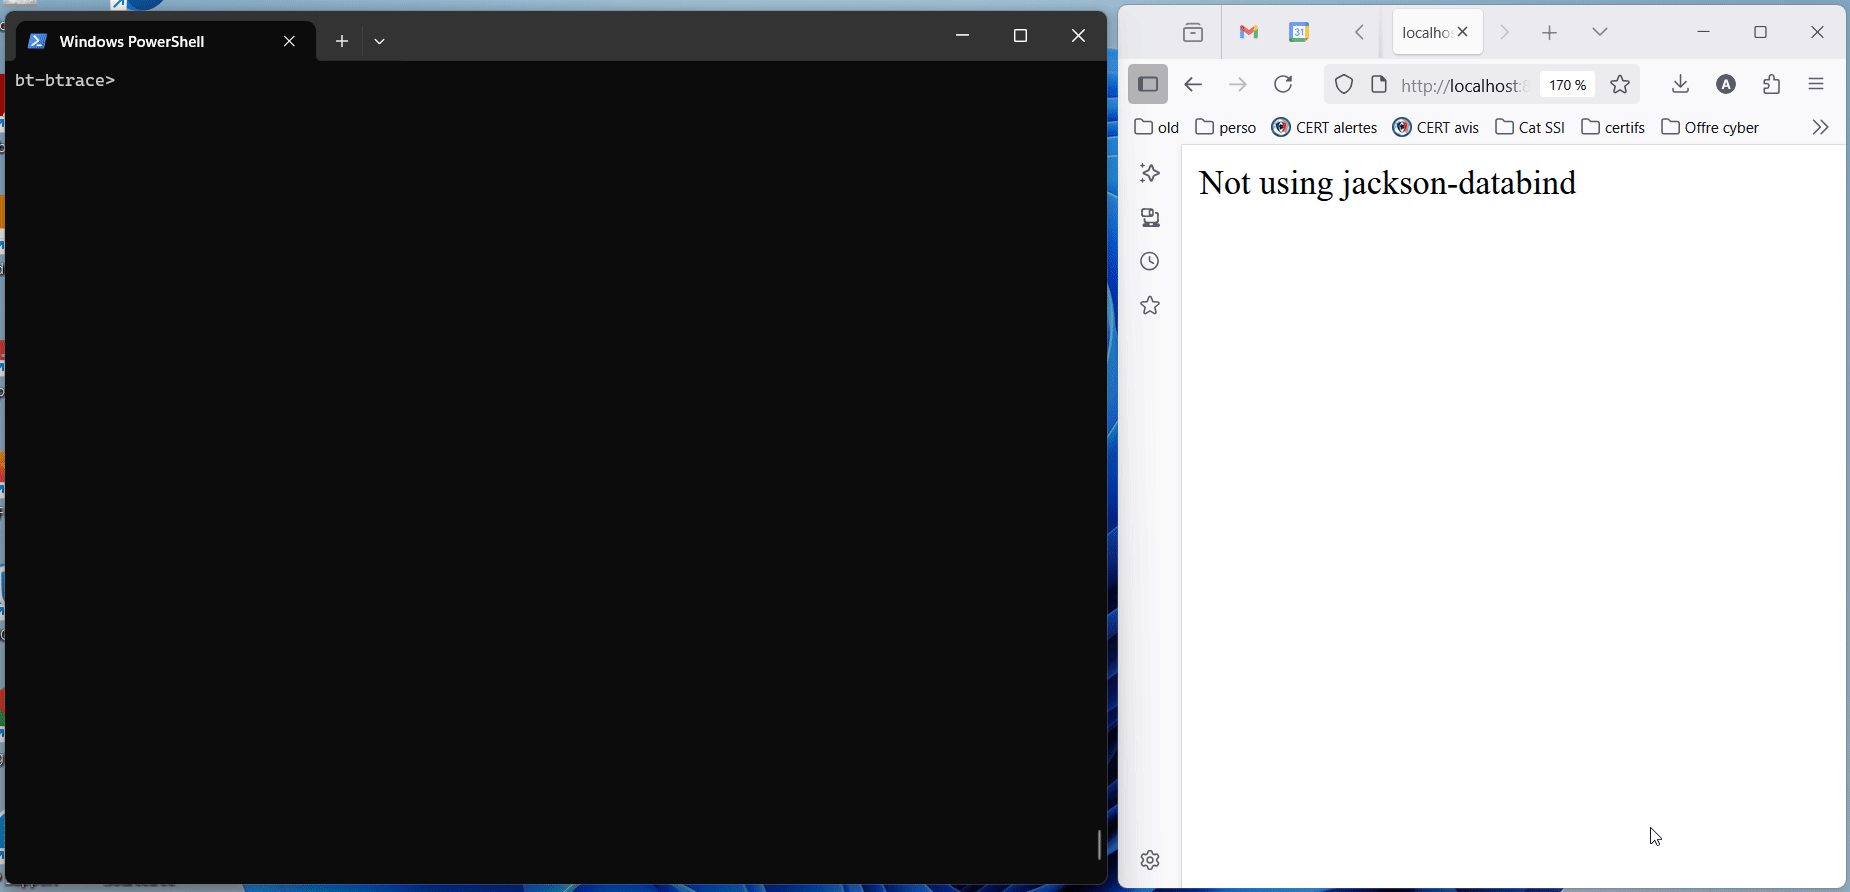 Windows PowerShell
bt-btrace>
31
localho
http://localhost:8
170 %
A
old
perso
CERT alertes
CERT avis
Cat SSI
certifs
Offre cyber
Not using jackson-databind